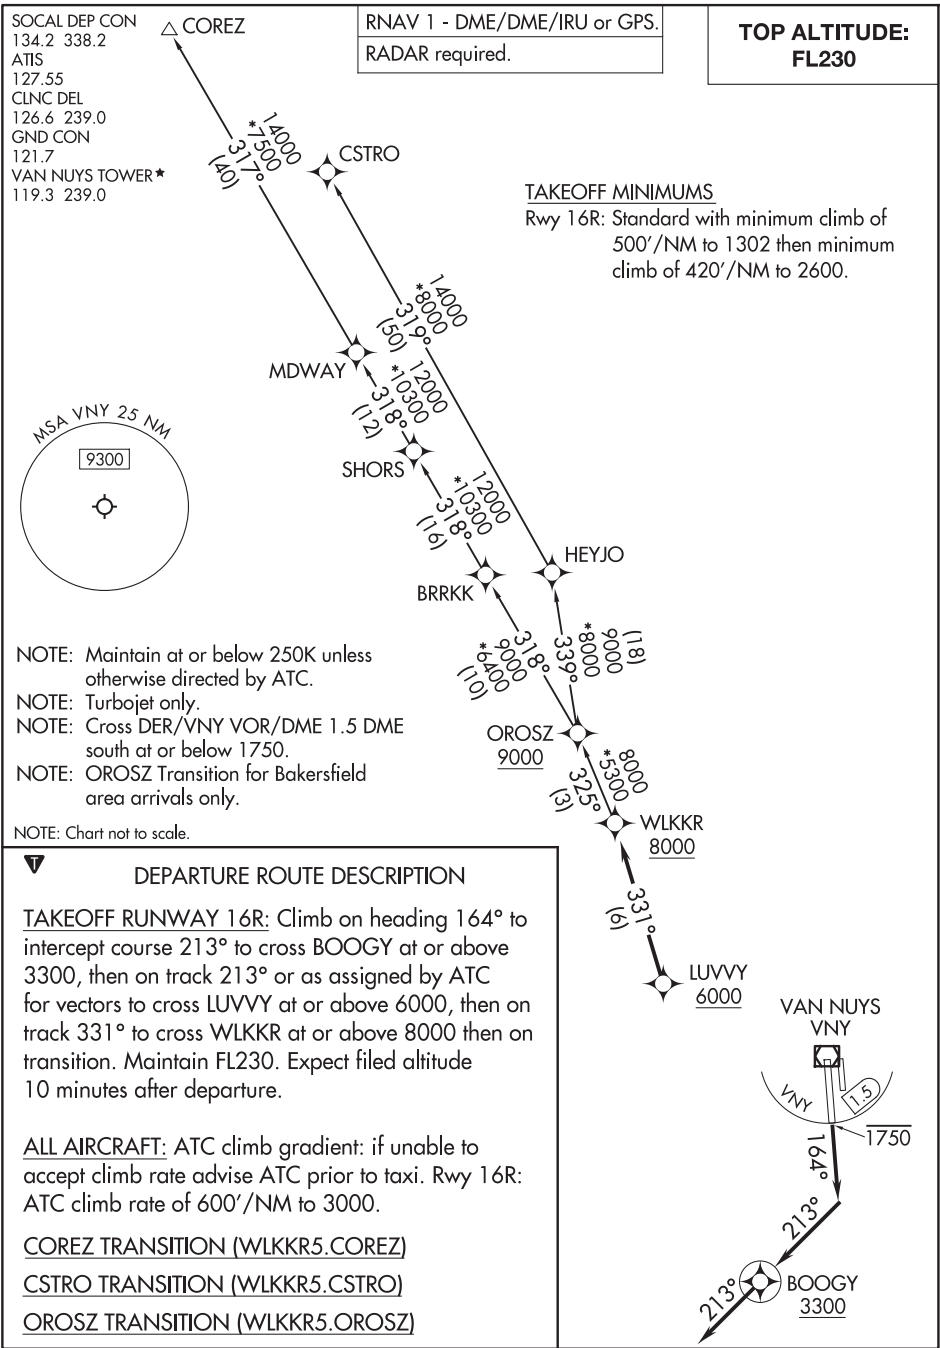 SOCAL DEP CON
134.2 338.2
ATIS
127.55
CLNC DEL
126.6 239.0
GND CON
121.7
VAN NUYS TOWER★
119.3 239.0
COREZ
RNAV 1 - DME/DME/IRU or GPS.
RADAR required.
TOP ALTITUDE:
FL230
14000
*7500
317°
(40)
CSTRO
TAKEOFF MINIMUMS
Rwy 16R: Standard with minimum climb of
500'/NM to 1302 then minimum
climb of 420'/NM to 2600.
14000
*8000
319°
(50)
MDWAY
12000
*10300
318°
(12)
MSA VNY 25 NM
9300
SHORS
12000
*10300
318°
(16)
HEYJO
BRRKK
(18)
9000
*8000
339°
318°
9000
*6400
(10)
NOTE: Maintain at or below 250K unless
otherwise directed by ATC.
NOTE: Turbojet only.
NOTE: Cross DER/VNY VOR/DME 1.5 DME
south at or below 1750.
NOTE: OROSZ Transition for Bakersfield
area arrivals only.
NOTE: Chart not to scale.
OROSZ
9000
8000
*5300
325°
(3)
WLKKR
8000
331°
(6)
LUVVY
6000
T
DEPARTURE ROUTE DESCRIPTION
TAKEOFF RUNWAY 16R: Climb on heading 164° to
intercept course 213° to cross BOOGY at or above
3300, then on track 213° or as assigned by ATC
for vectors to cross LUVVY at or above 6000, then on
track 331° to cross WLKKR at or above 8000 then on
transition. Maintain FL230. Expect filed altitude
10 minutes after departure.
ALL AIRCRAFT: ATC climb gradient: if unable to
accept climb rate advise ATC prior to taxi. Rwy 16R:
ATC climb rate of 600'/NM to 3000.
COREZ TRANSITION (WLKKR5.COREZ)
CSTRO TRANSITION (WLKKR5.CSTRO)
OROSZ TRANSITION (WLKKR5.OROSZ)
VAN NUYS
VNY
VNY
1.5
1750
164°
213°
BOOGY
3300
213°